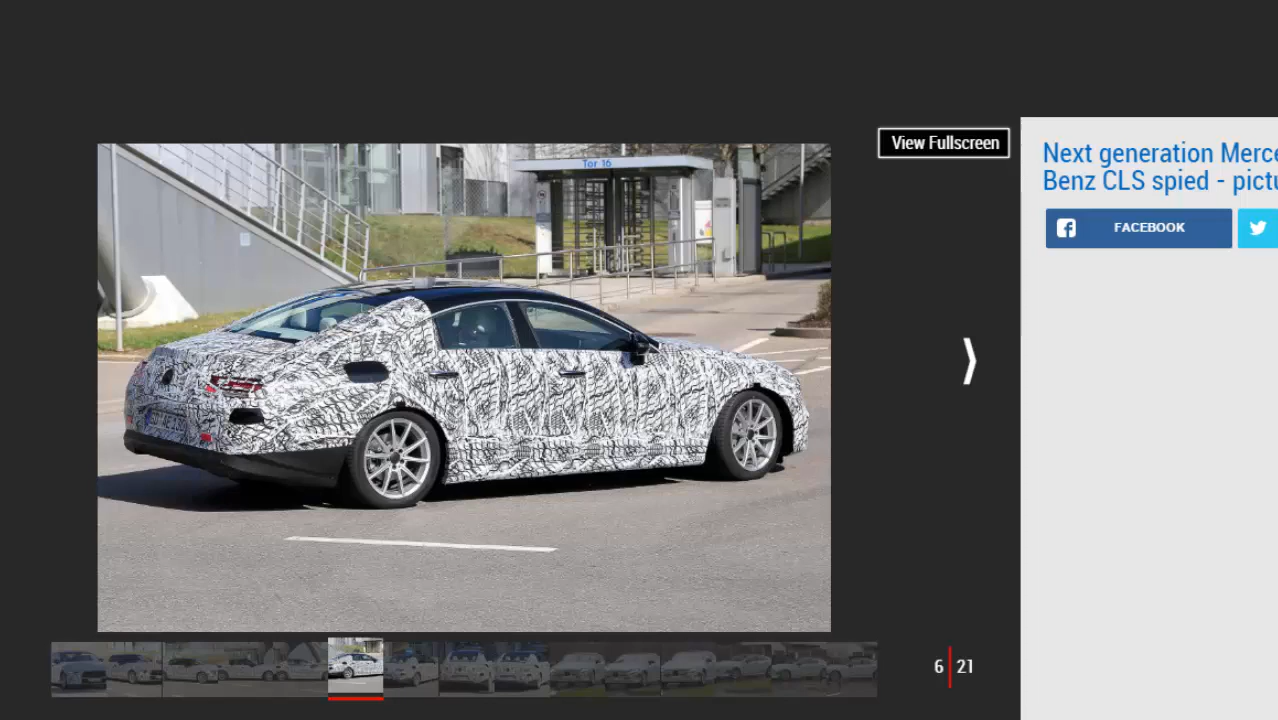 Tor 16
View Fullscreen
Next generation Merce
Benz CLS spied - pictu
FACEBOOK
6 21